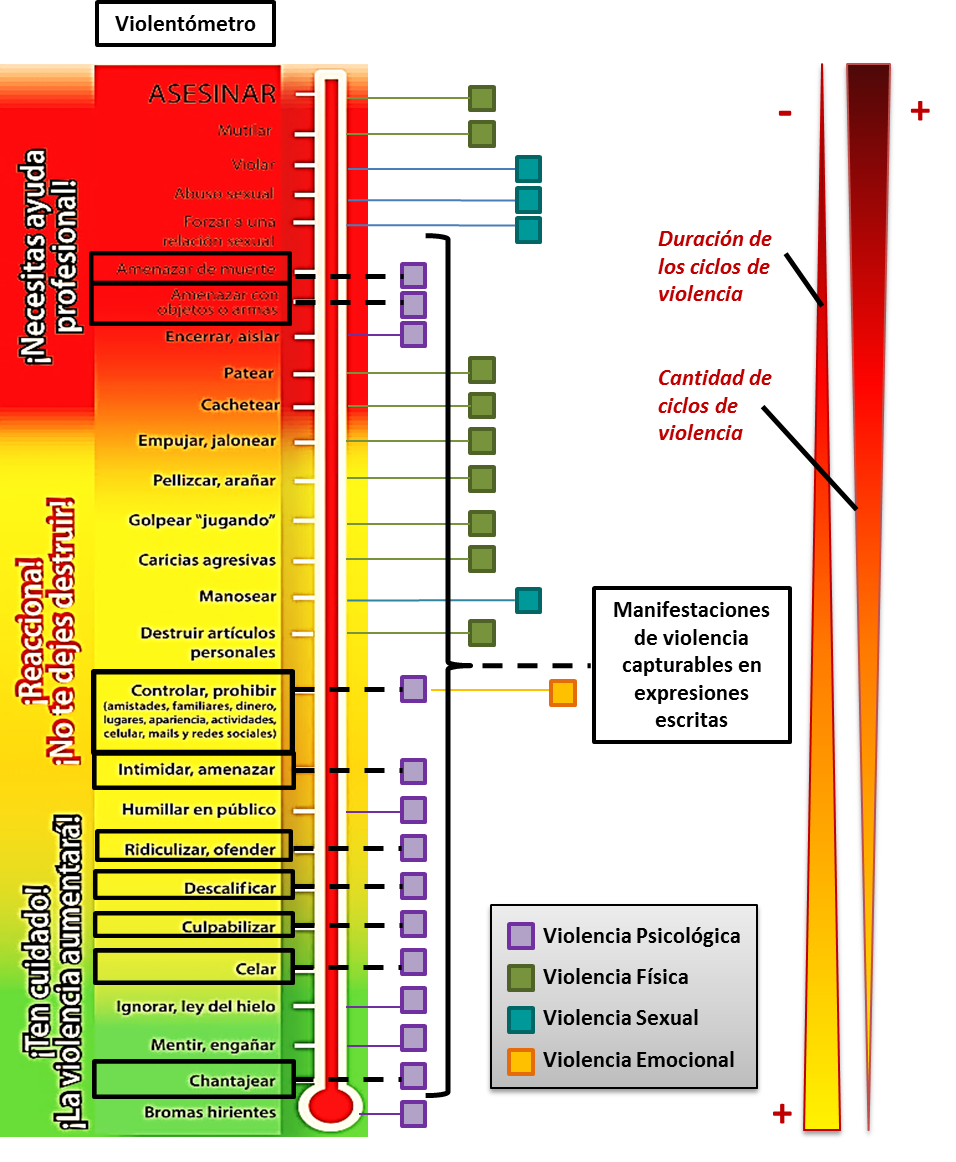 Violentómetro
ASESINAR
Mutilar
Violar
Abuso sexual
Forzar a una
relación sexual
Amenazar de muerte
Amenazar con
objetos o armas
Encerrar, aislar
Patear
Cachetear
Empujar, jalonear
Pellizcar, arañar
Golpear “jugando”
Caricias agresivas
Manosear
Destruir artículos
personales
Controlar, prohibir
(amistades, familiares, dinero,
lugares, apariencia, actividades,
celular, mails y redes sociales)
Intimidar, amenazar
Humillar en público
Ridiculizar, ofender
Descalificar
Culpabilizar
Celar
Ignorar, ley del hielo
Mentir, engañar
Chantajear
Bromas hirientes
¡Necesitas ayuda
profesional!
¡Reacciona!
¡No te dejes destruir!
¡Ten cuidado!
¡La violencia aumentará!
Manifestaciones
de violencia
capturables en
expresiones
escritas
Violencia Psicológica
Violencia Física
Violencia Sexual
Violencia Emocional
- +
Duración de
los ciclos de
violencia
Cantidad de
ciclos de
violencia
+